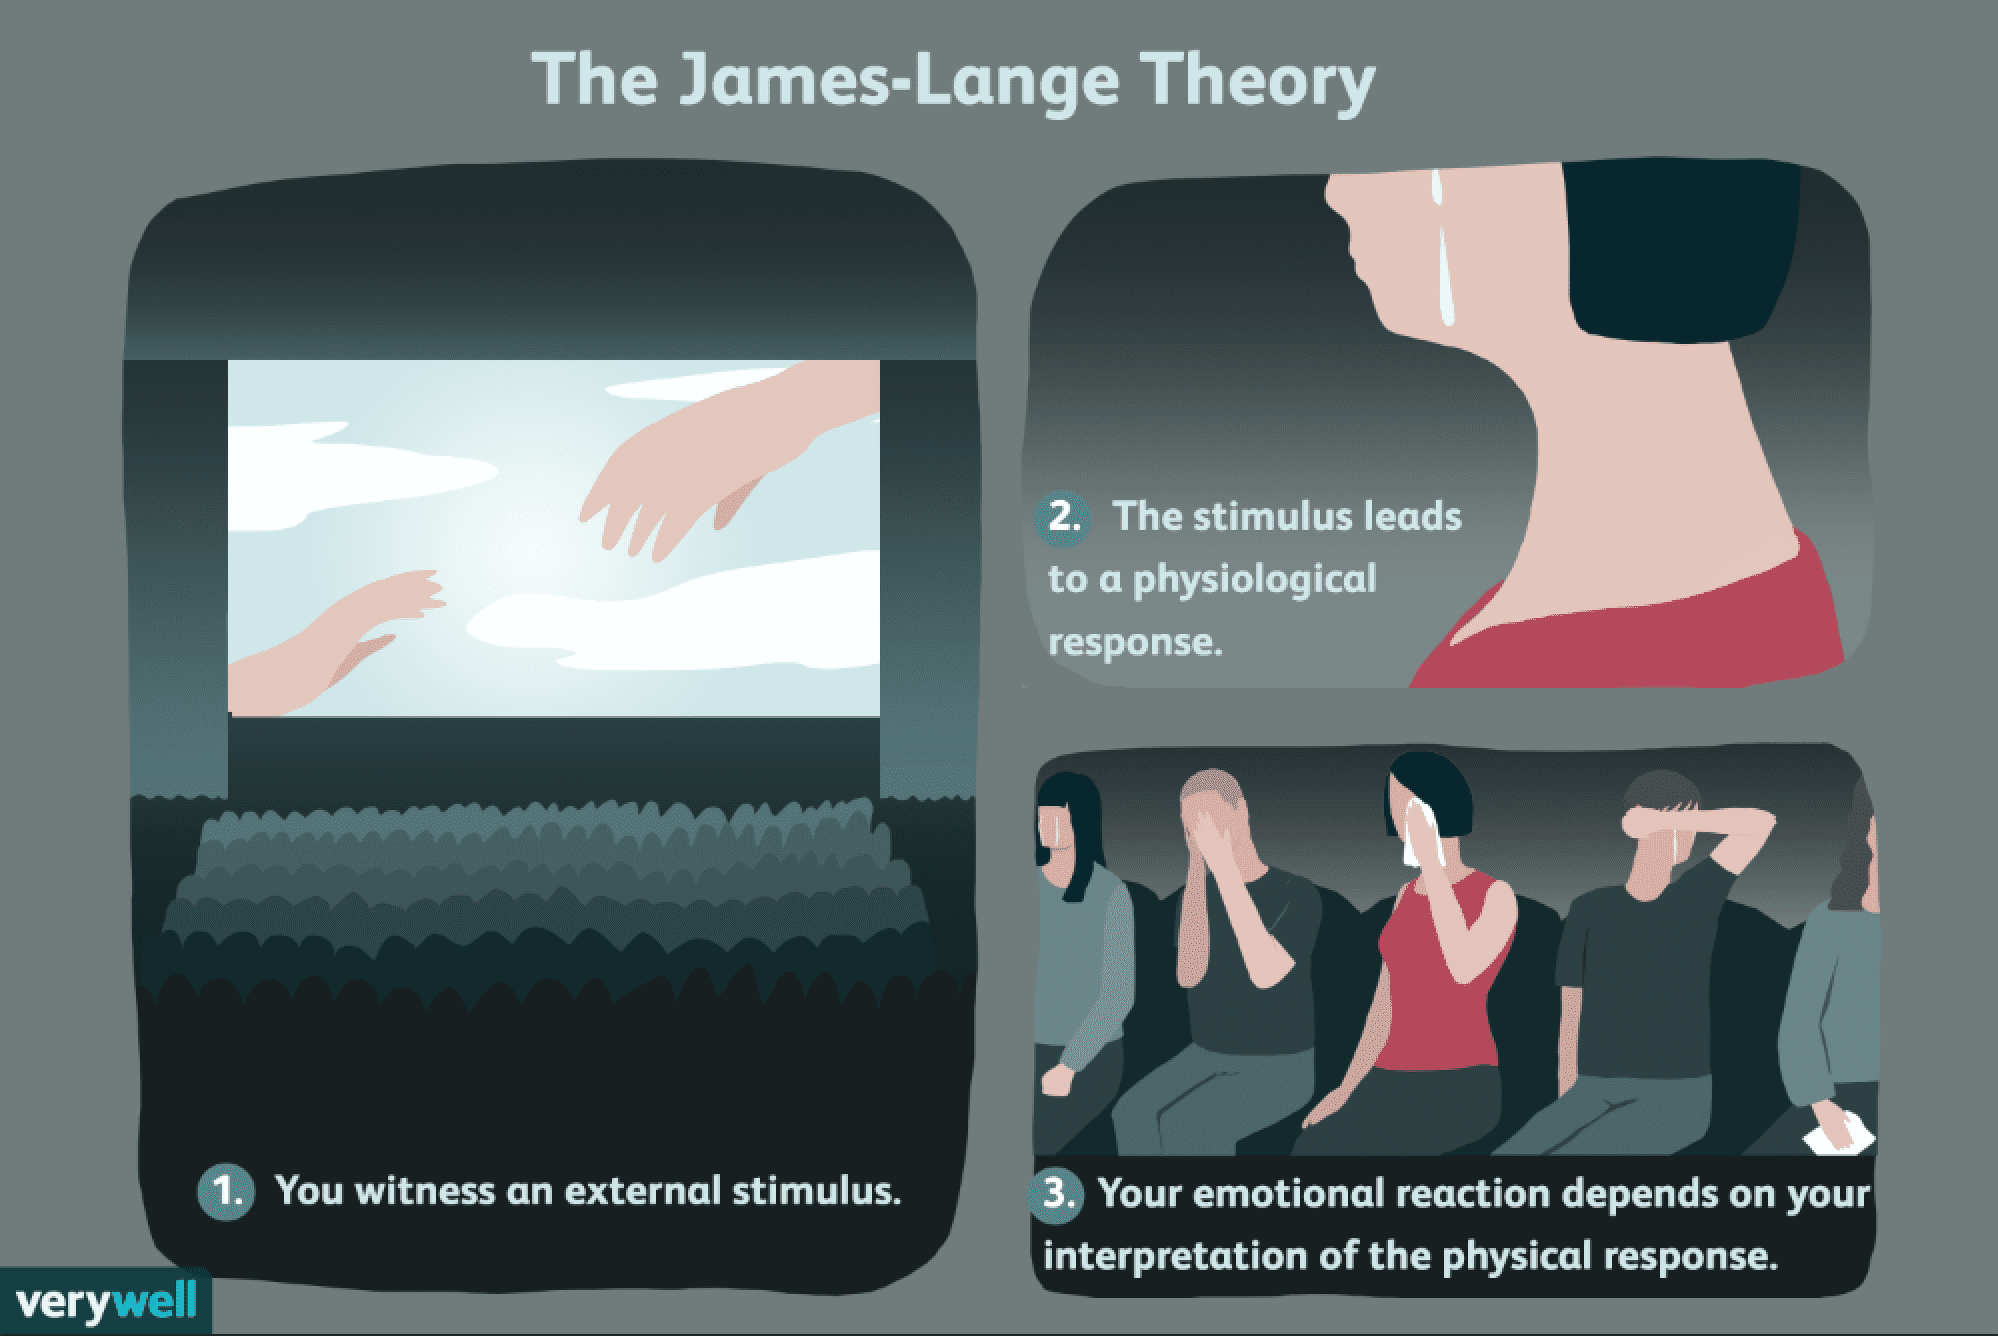 The James-Lange Theory
1. You witness an external stimulus.
2. The stimulus leads
to a physiological
response.
3. Your emotional reaction depends on your
interpretation of the physical response.
verywell